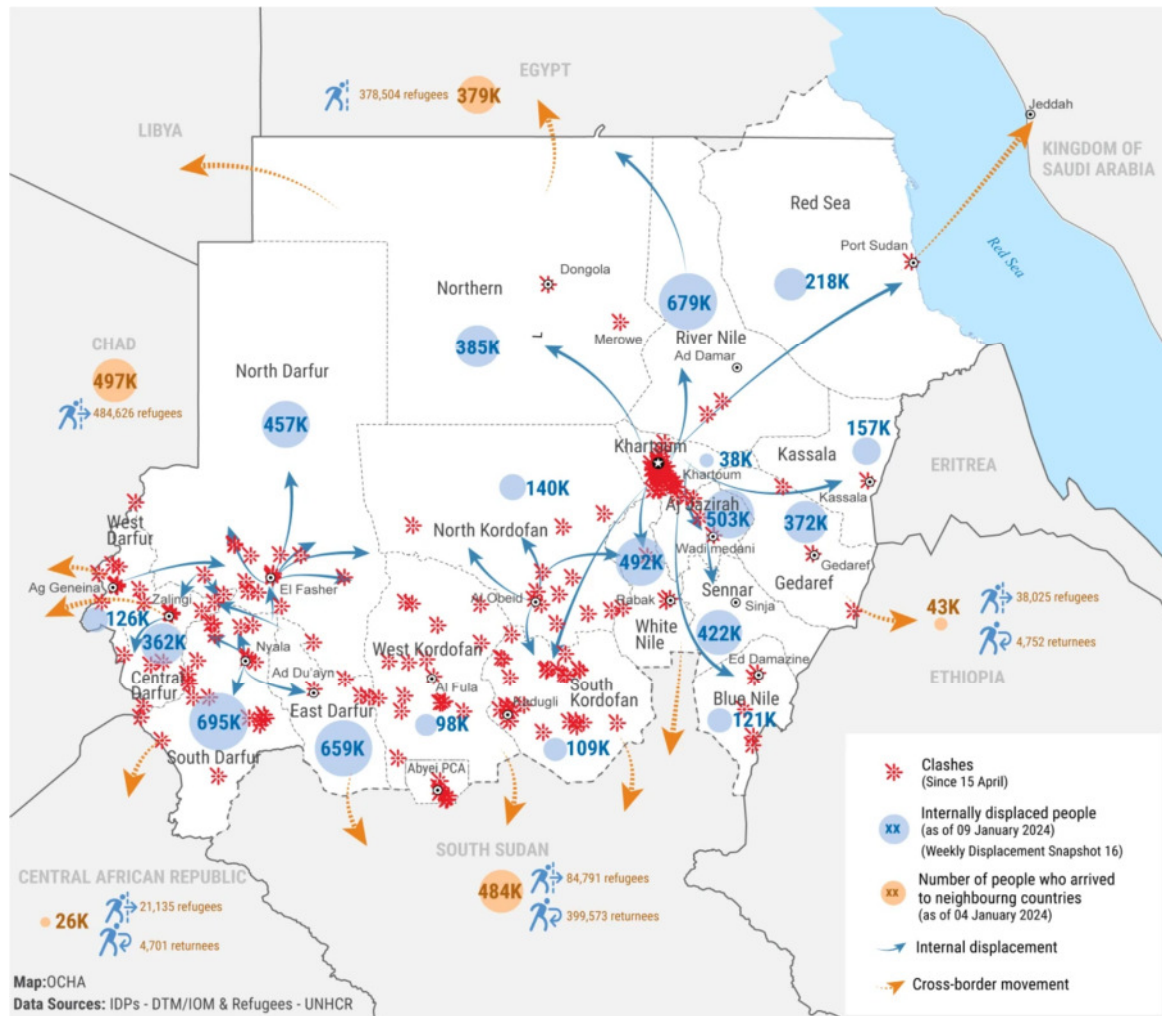 EGYPT
378,504 refugees
379K
Jeddah
LIBYA
KINGDOM OF
SAUDI ARABIA
Red Sea
Port Sudan
Red Sea
Dongola
Northern
218K
679K
Merowe
River Nile
385K
Ad Damar
CHAD
497K
484,626 refugees
North Darfur
457K
157K
Khartoum
38K
Kassala
Khartoum
ERITREA
140K
Kassala
Aj Jazirah
503K
372K
West
Darfur
North Kordofan
Wadi medani
492K
Gedaref
Ag Geneina
El Fasher
Sennar
Gedaref
Zalingi
Al Obeid
Rabak
Sinja
43K
38,025 refugees
4,752 returnees
126K
White
Nile
422K
362K
Nyala
West Kordofan
Ed Damazine
ETHIOPIA
Ad Du'ayn
Central
Darfur
Al Fula
South
Kordofan
Blue Nile
East Darfur
Kadugli
695K
98K
121K
659K
109K
South Darfur
Abyei PCA
Clashes
(Since 15 April)
xx
Internally displaced people
(as of 09 January 2024)
(Weekly Displacement Snapshot 16)
SOUTH SUDAN
484K
84,791 refugees
399,573 returnees
CENTRAL AFRICAN REPUBLIC
26K
21,135 refugees
4,701 returnees
xx
Number of people who arrived
to neighbourng countries
(as of 04 January 2024)
Internal displacement
Cross-border movement
Map:OCHA
Data Sources: IDPs - DTM/IOM & Refugees - UNHCR